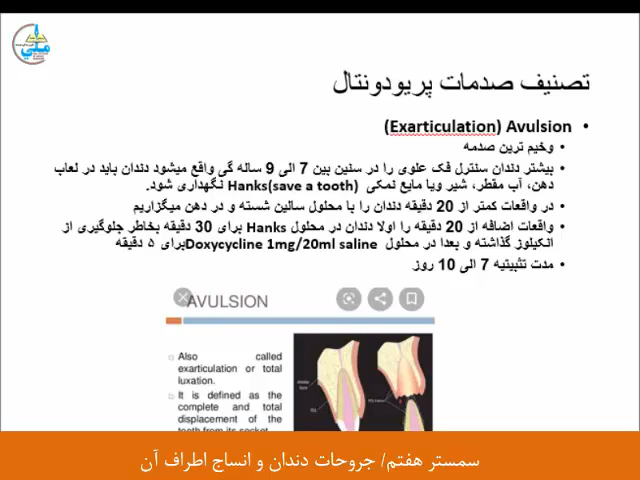 ملی
تصنیف صدمات پریودونتال
• Avulsion (Exarticulation)
• وخیم ترین صدمه
• بیشتر دندان سنترل فک علوی را در سنین بین 7 الی 9 ساله گی واقع میشود دندان باید در لعاب
دهن، آب مقطر، شیر ویا مایع نمکی Hanks(save a tooth) نگهداری شود.
• در واقعات کمتر از 20 دقیقه دندان را با محلول سالین شسته و در دهن میگزاریم
• واقعات اضافه از 20 دقیقه را اولا دندان در محلول Hanks برای 30 دقیقه بخاطر جلوگیری از
انکیلوز گذاشته و بعدا در محلول Doxycycline 1mg/20ml saline برای ۵ دقیقه
• مدت تثبیتیه 7 الی 10 روز
AVULSION
Also called
exarticulation or total
luxation.
It is defined as the
complete and total
displacement of the
tooth from its socket
سمستر هفتم/ جروحات دندان و انساج اطراف آن